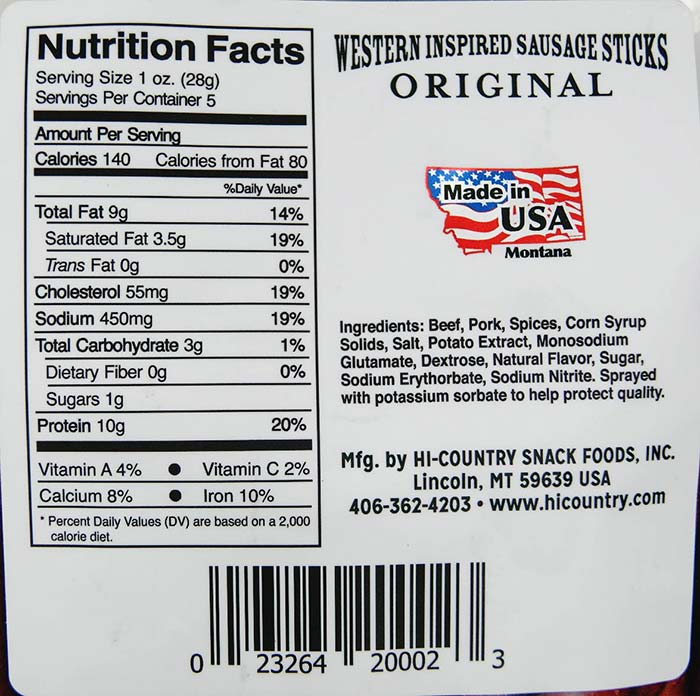 Nutrition Facts
Serving Size 1 oz. (28g)
Servings Per Container 5
Amount Per Serving
Calories 140 Calories from Fat 80
%Daily Value*
Total Fat 9g 14%
Saturated Fat 3.5g 19%
Trans Fat 0g 0%
Cholesterol 55mg 19%
Sodium 450mg 19%
Total Carbohydrate 3g 1%
Dietary Fiber 0g 0%
Sugars 1g
Protein 10g 20%
Vitamin A 4% ● Vitamin C 2%
Calcium 8% ● Iron 10%
* Percent Daily Values (DV) are based on a 2,000
calorie diet.
WESTERN INSPIRED SAUSAGE STICKS
ORIGINAL
Made in
USA
Montana
Ingredients: Beef, Pork, Spices, Corn Syrup
Solids, Salt, Potato Extract, Monosodium
Glutamate, Dextrose, Natural Flavor, Sugar,
Sodium Erythorbate, Sodium Nitrite. Sprayed
with potassium sorbate to help protect quality.
Mfg. by HI-COUNTRY SNACK FOODS, INC.
Lincoln, MT 59639 USA
406-362-4203 • www.hicountry.com
0 23264 20002 3